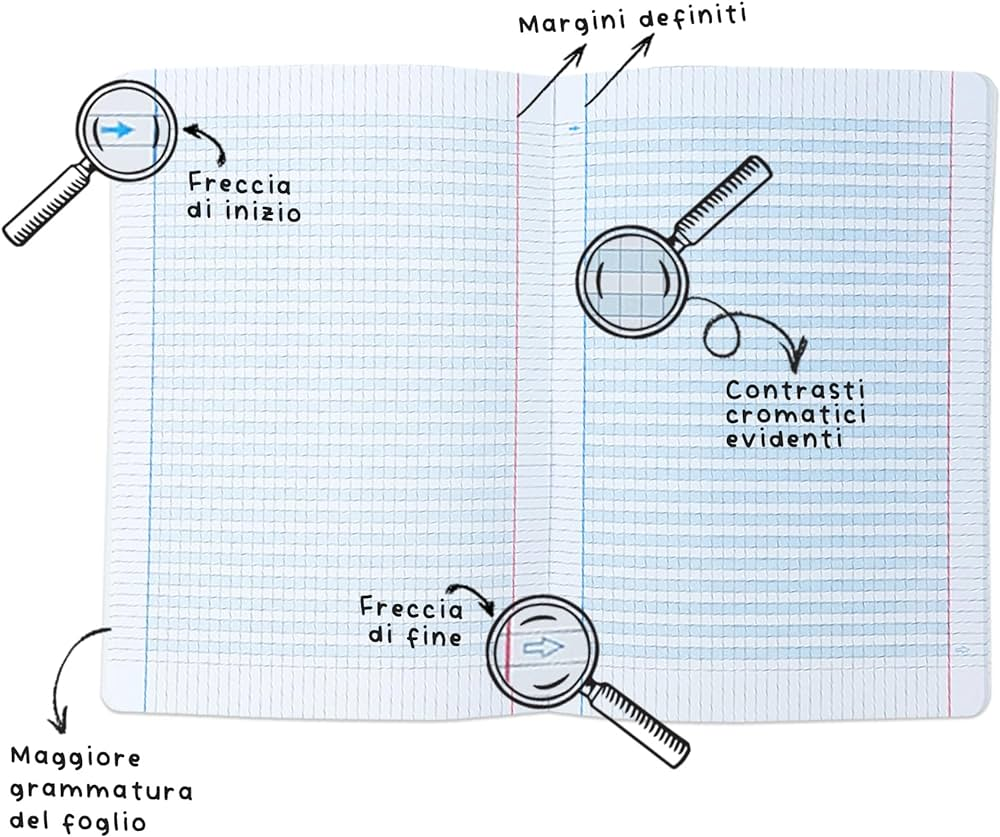 Margini definiti
Freccia
di inizio
Contrasti
cromatici
evidenti
Freccia
di fine
Maggiore
grammatura
del foglio